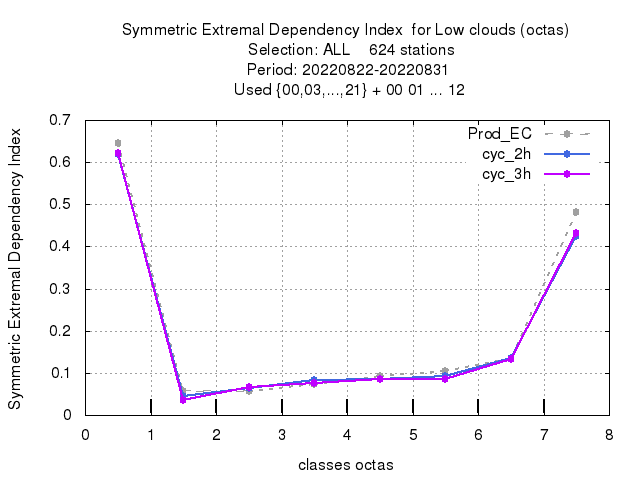 Symmetric Extremal Dependency Index  for Low clouds (octas)
Selection: ALL    624 stations
Period: 20220822-20220831
Used {00,03,...,21} + 00 01 ... 12
Symmetric Extremal Dependency Index
0.7
0.6
0.5
0.4
0.3
0.2
0.1
0
Prod_EC
cyc_2h
cyc_3h
0 1 2 3 4 5 6 7 8
classes octas